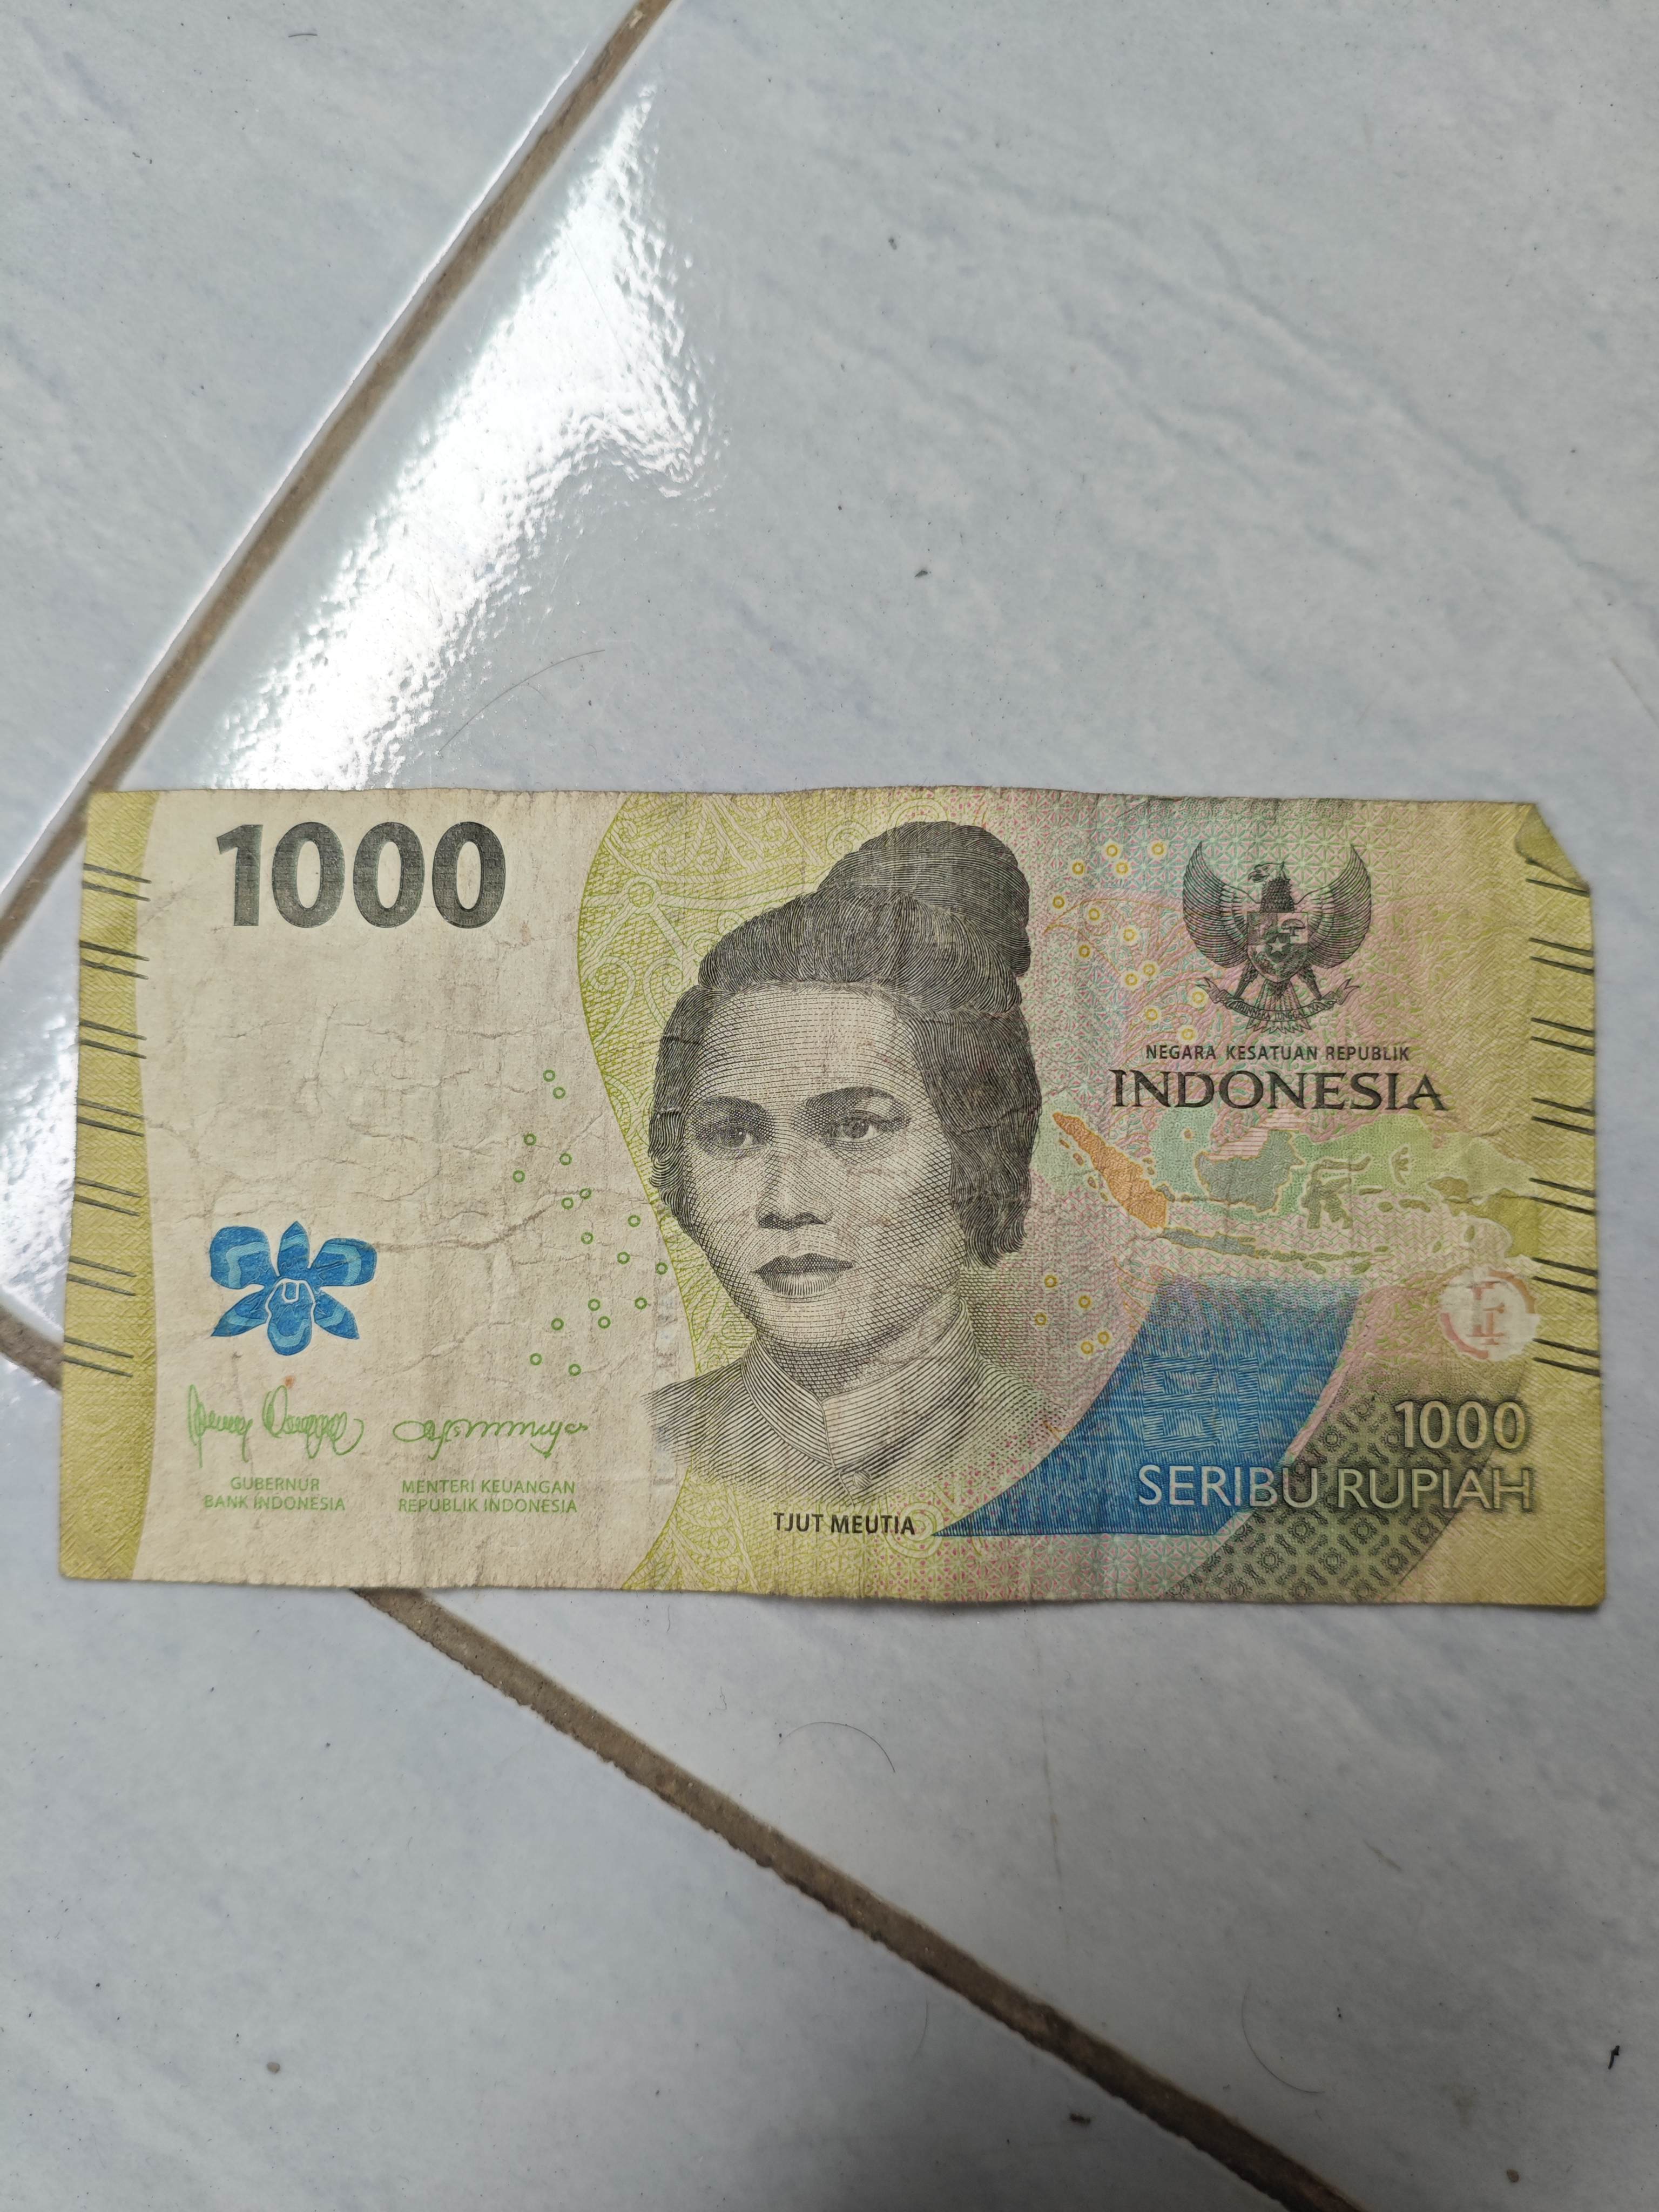 1000
NEGARA KESATUAN REPUBLIK
INDONESIA
GUBERNUR
BANK INDONESIA
MENTERI KEUANGAN
REPUBLIK INDONESIA
TJUT MEUTIA
1000
SERIBU RUPIAH